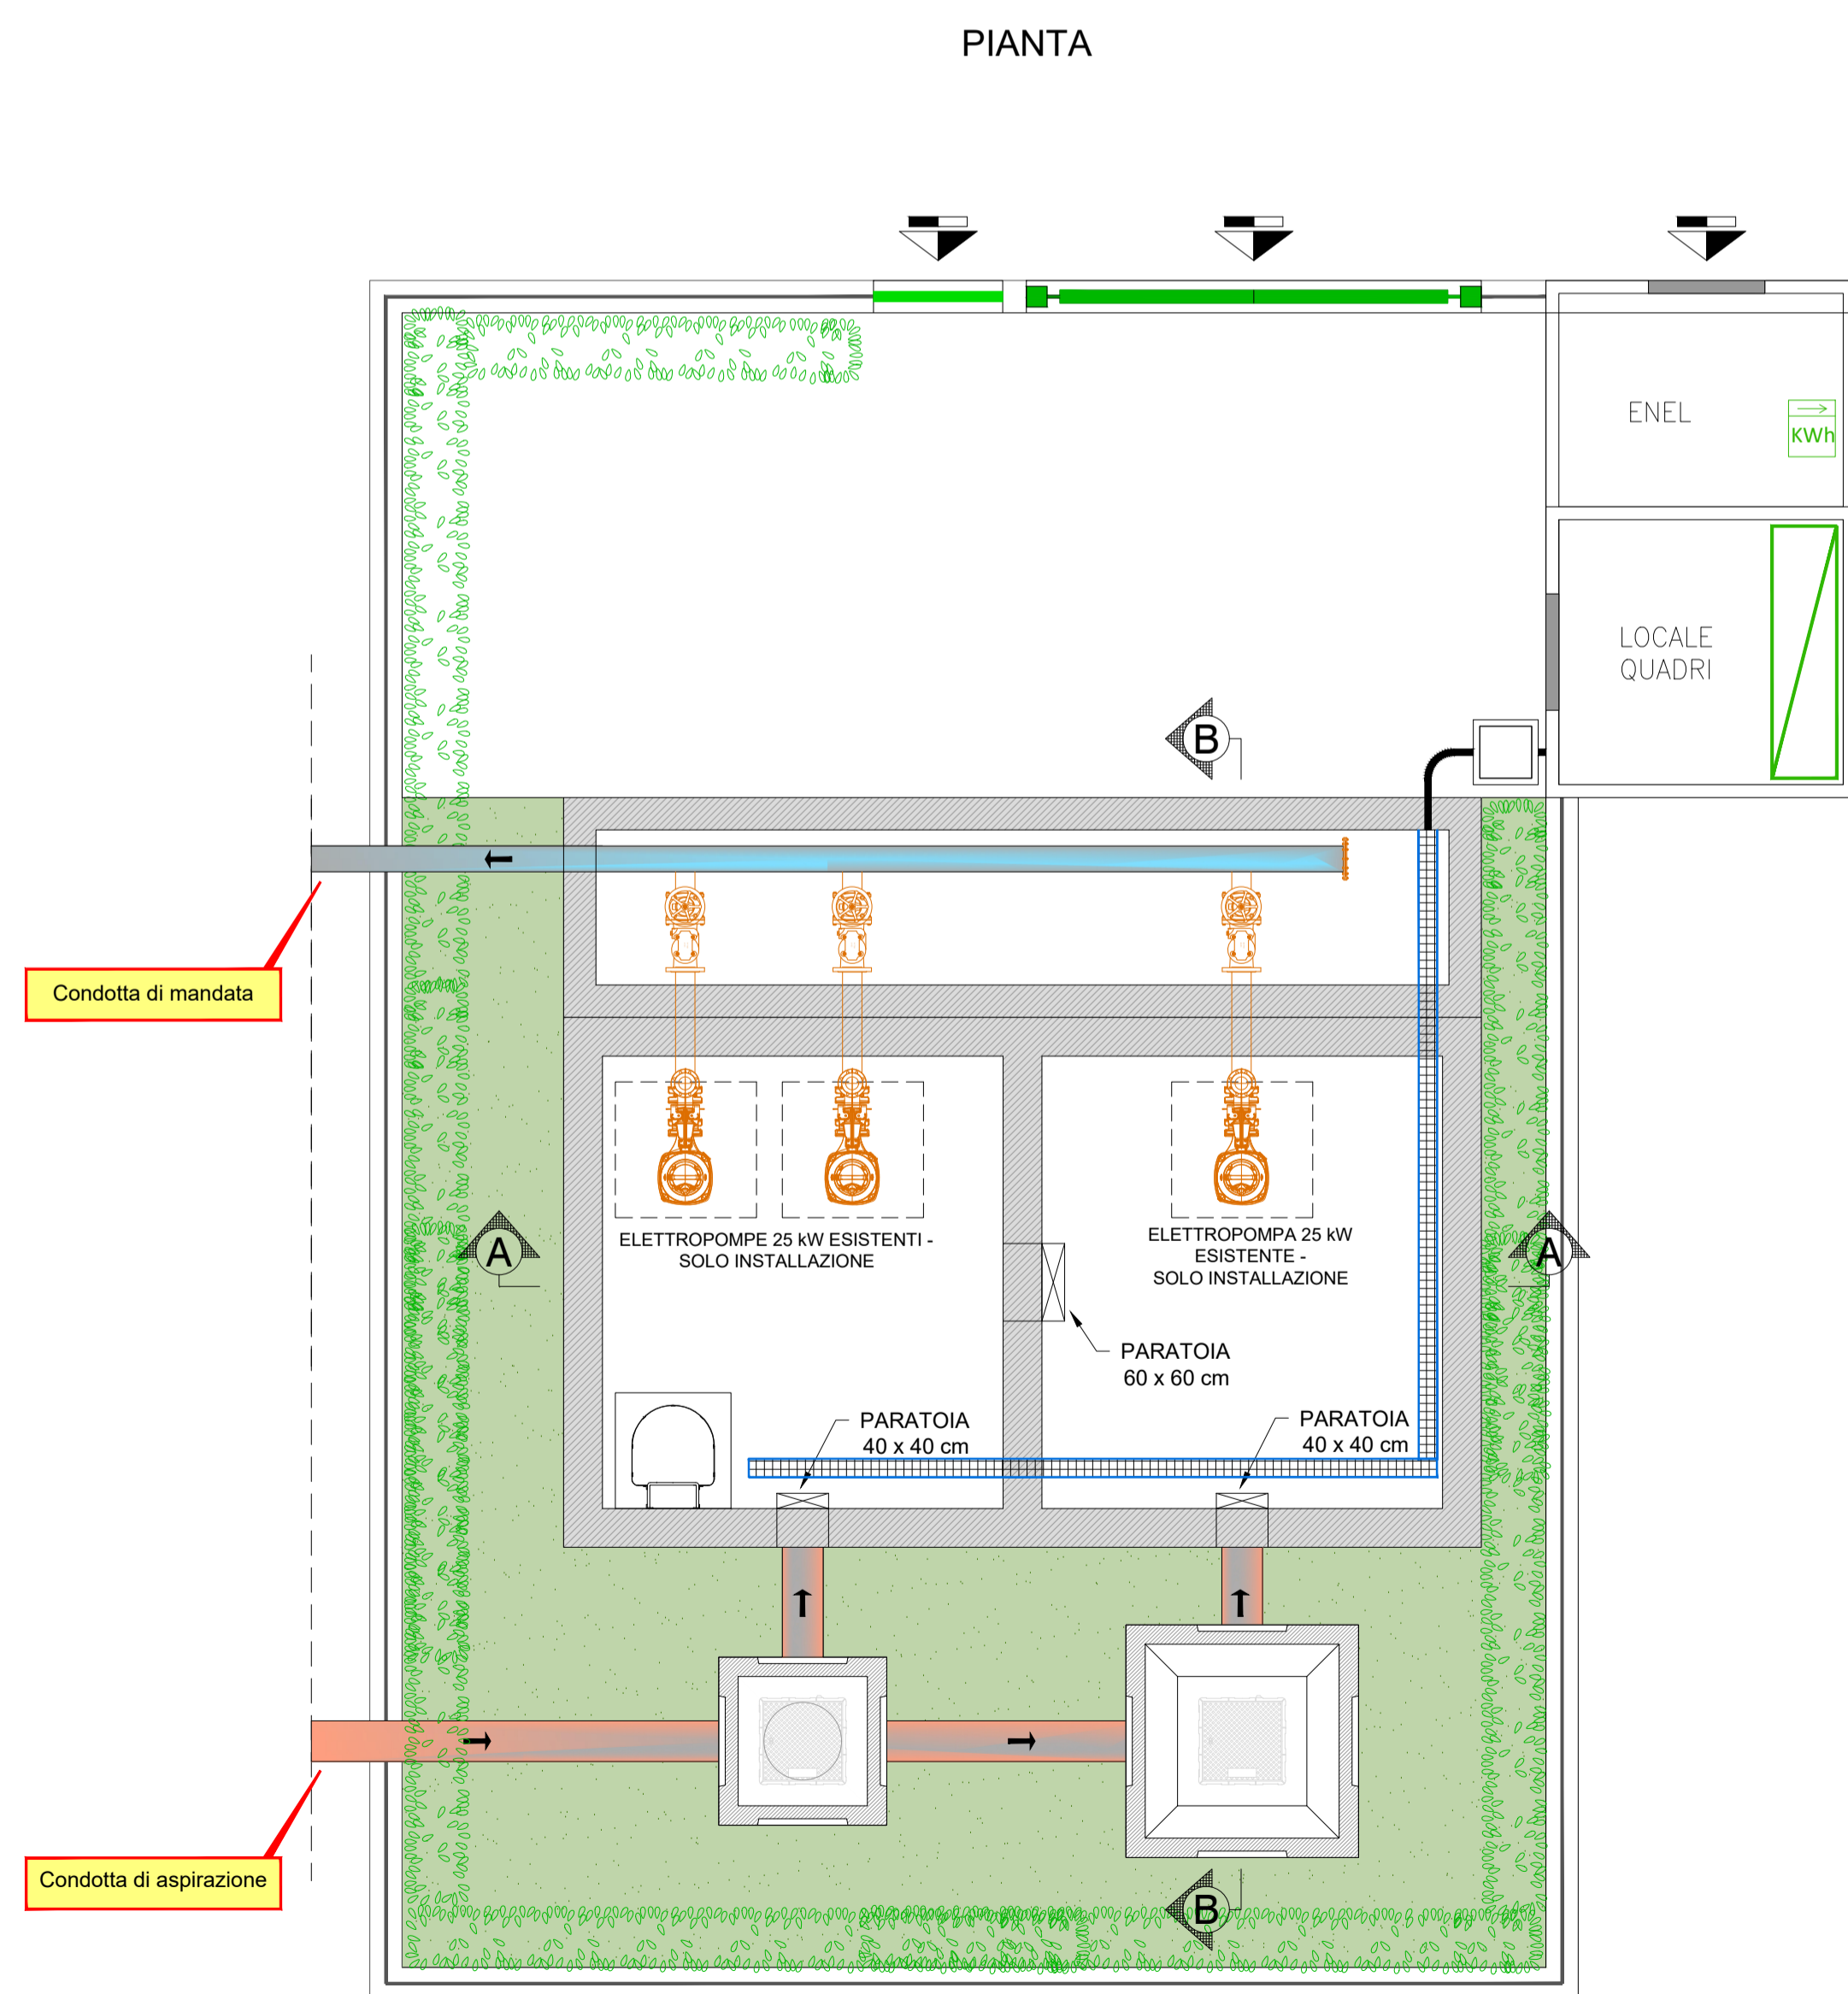 PIANTA
ENEL
KWh
LOCALE
QUADRI
B
Condotta di mandata
ELETTROPOMPE 25 kW ESISTENTI -
SOLO INSTALLAZIONE
ELETTROPOMPA 25 kW
ESISTENTE -
SOLO INSTALLAZIONE
A
A
PARATOIA
60 x 60 cm
PARATOIA
40 x 40 cm
PARATOIA
40 x 40 cm
Condotta di aspirazione
B